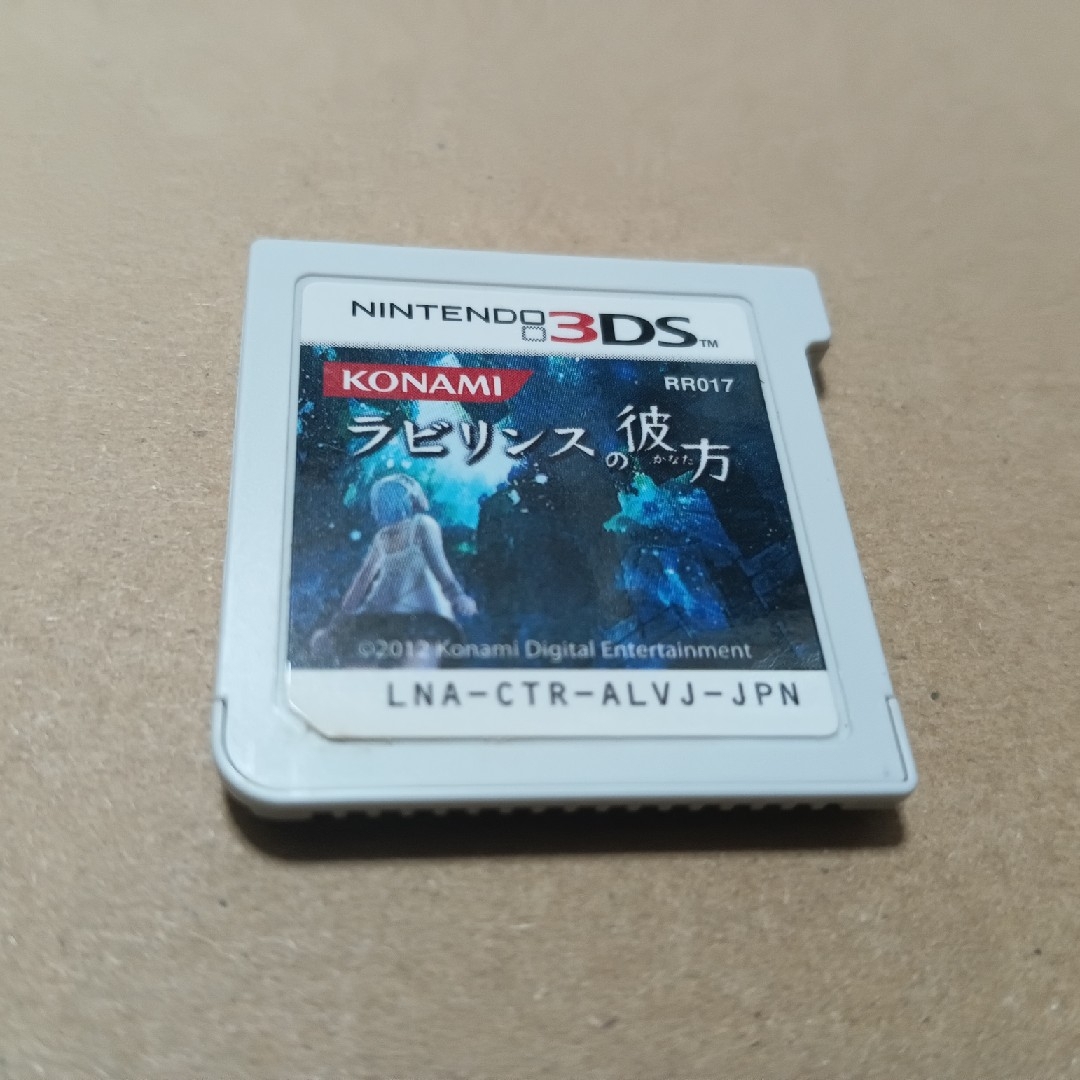 NINTENDO 3DS™
KONAMI RR017
ラビリンスの彼方
かなた
©2012 Konami Digital Entertainment
LNA-CTR-ALVJ-JPN